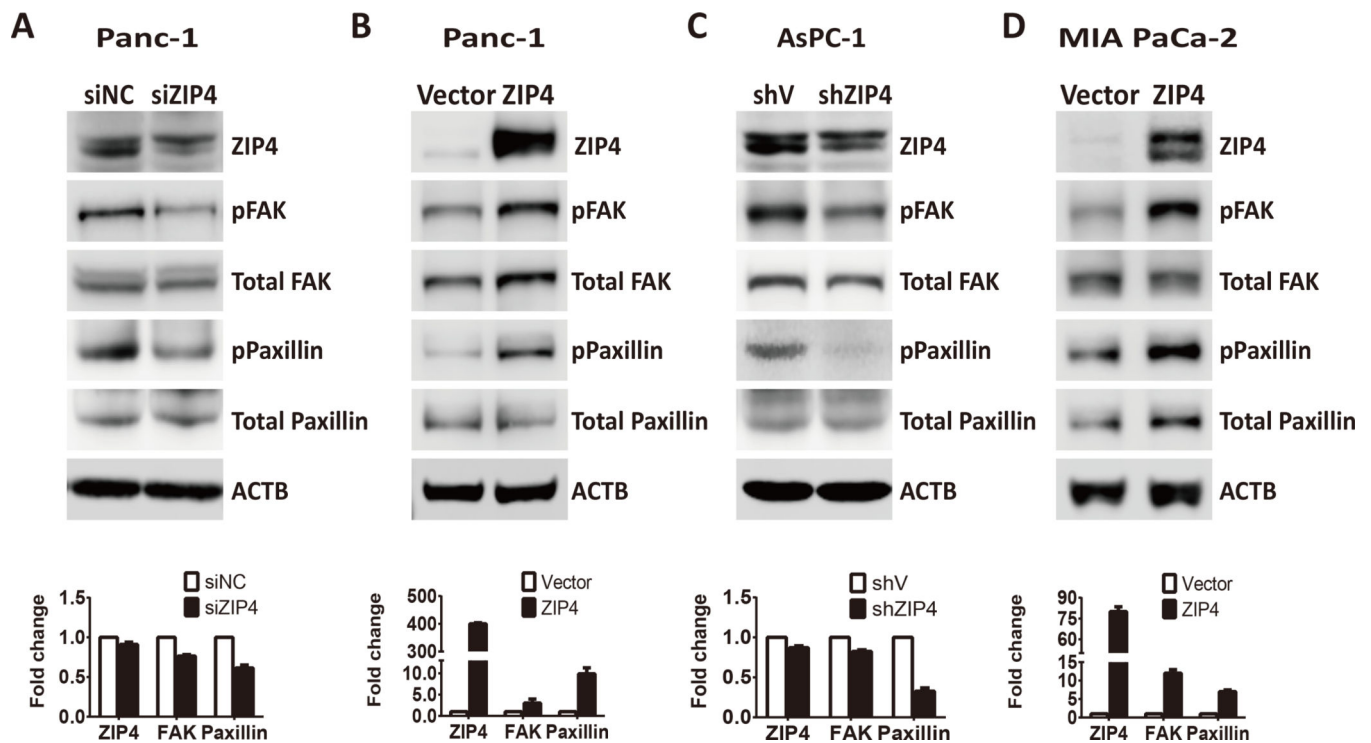 A
Panc-1
siNC siZIP4
ZIP4
pFAK
Total FAK
pPaxillin
Total Paxillin
ACTB
siNC
siZIP4
Fold change
1.5
1.0
0.5
0.0
ZIP4 FAK Paxillin
B
Panc-1
Vector ZIP4
ZIP4
pFAK
Total FAK
pPaxillin
Total Paxillin
ACTB
Vector
ZIP4
Fold change
500
400
300
200
100
10.0
5.0
0.0
ZIP4 FAK Paxillin
C
AsPC-1
shV shZIP4
ZIP4
pFAK
Total FAK
pPaxillin
Total Paxillin
ACTB
shV
shZIP4
Fold change
1.5
1.0
0.5
0.0
ZIP4 FAK Paxillin
D
MIA PaCa-2
Vector ZIP4
ZIP4
pFAK
Total FAK
pPaxillin
Total Paxillin
ACTB
Vector
ZIP4
Fold change
90
75
60
45
30
15
10
5
0
ZIP4 FAK Paxillin